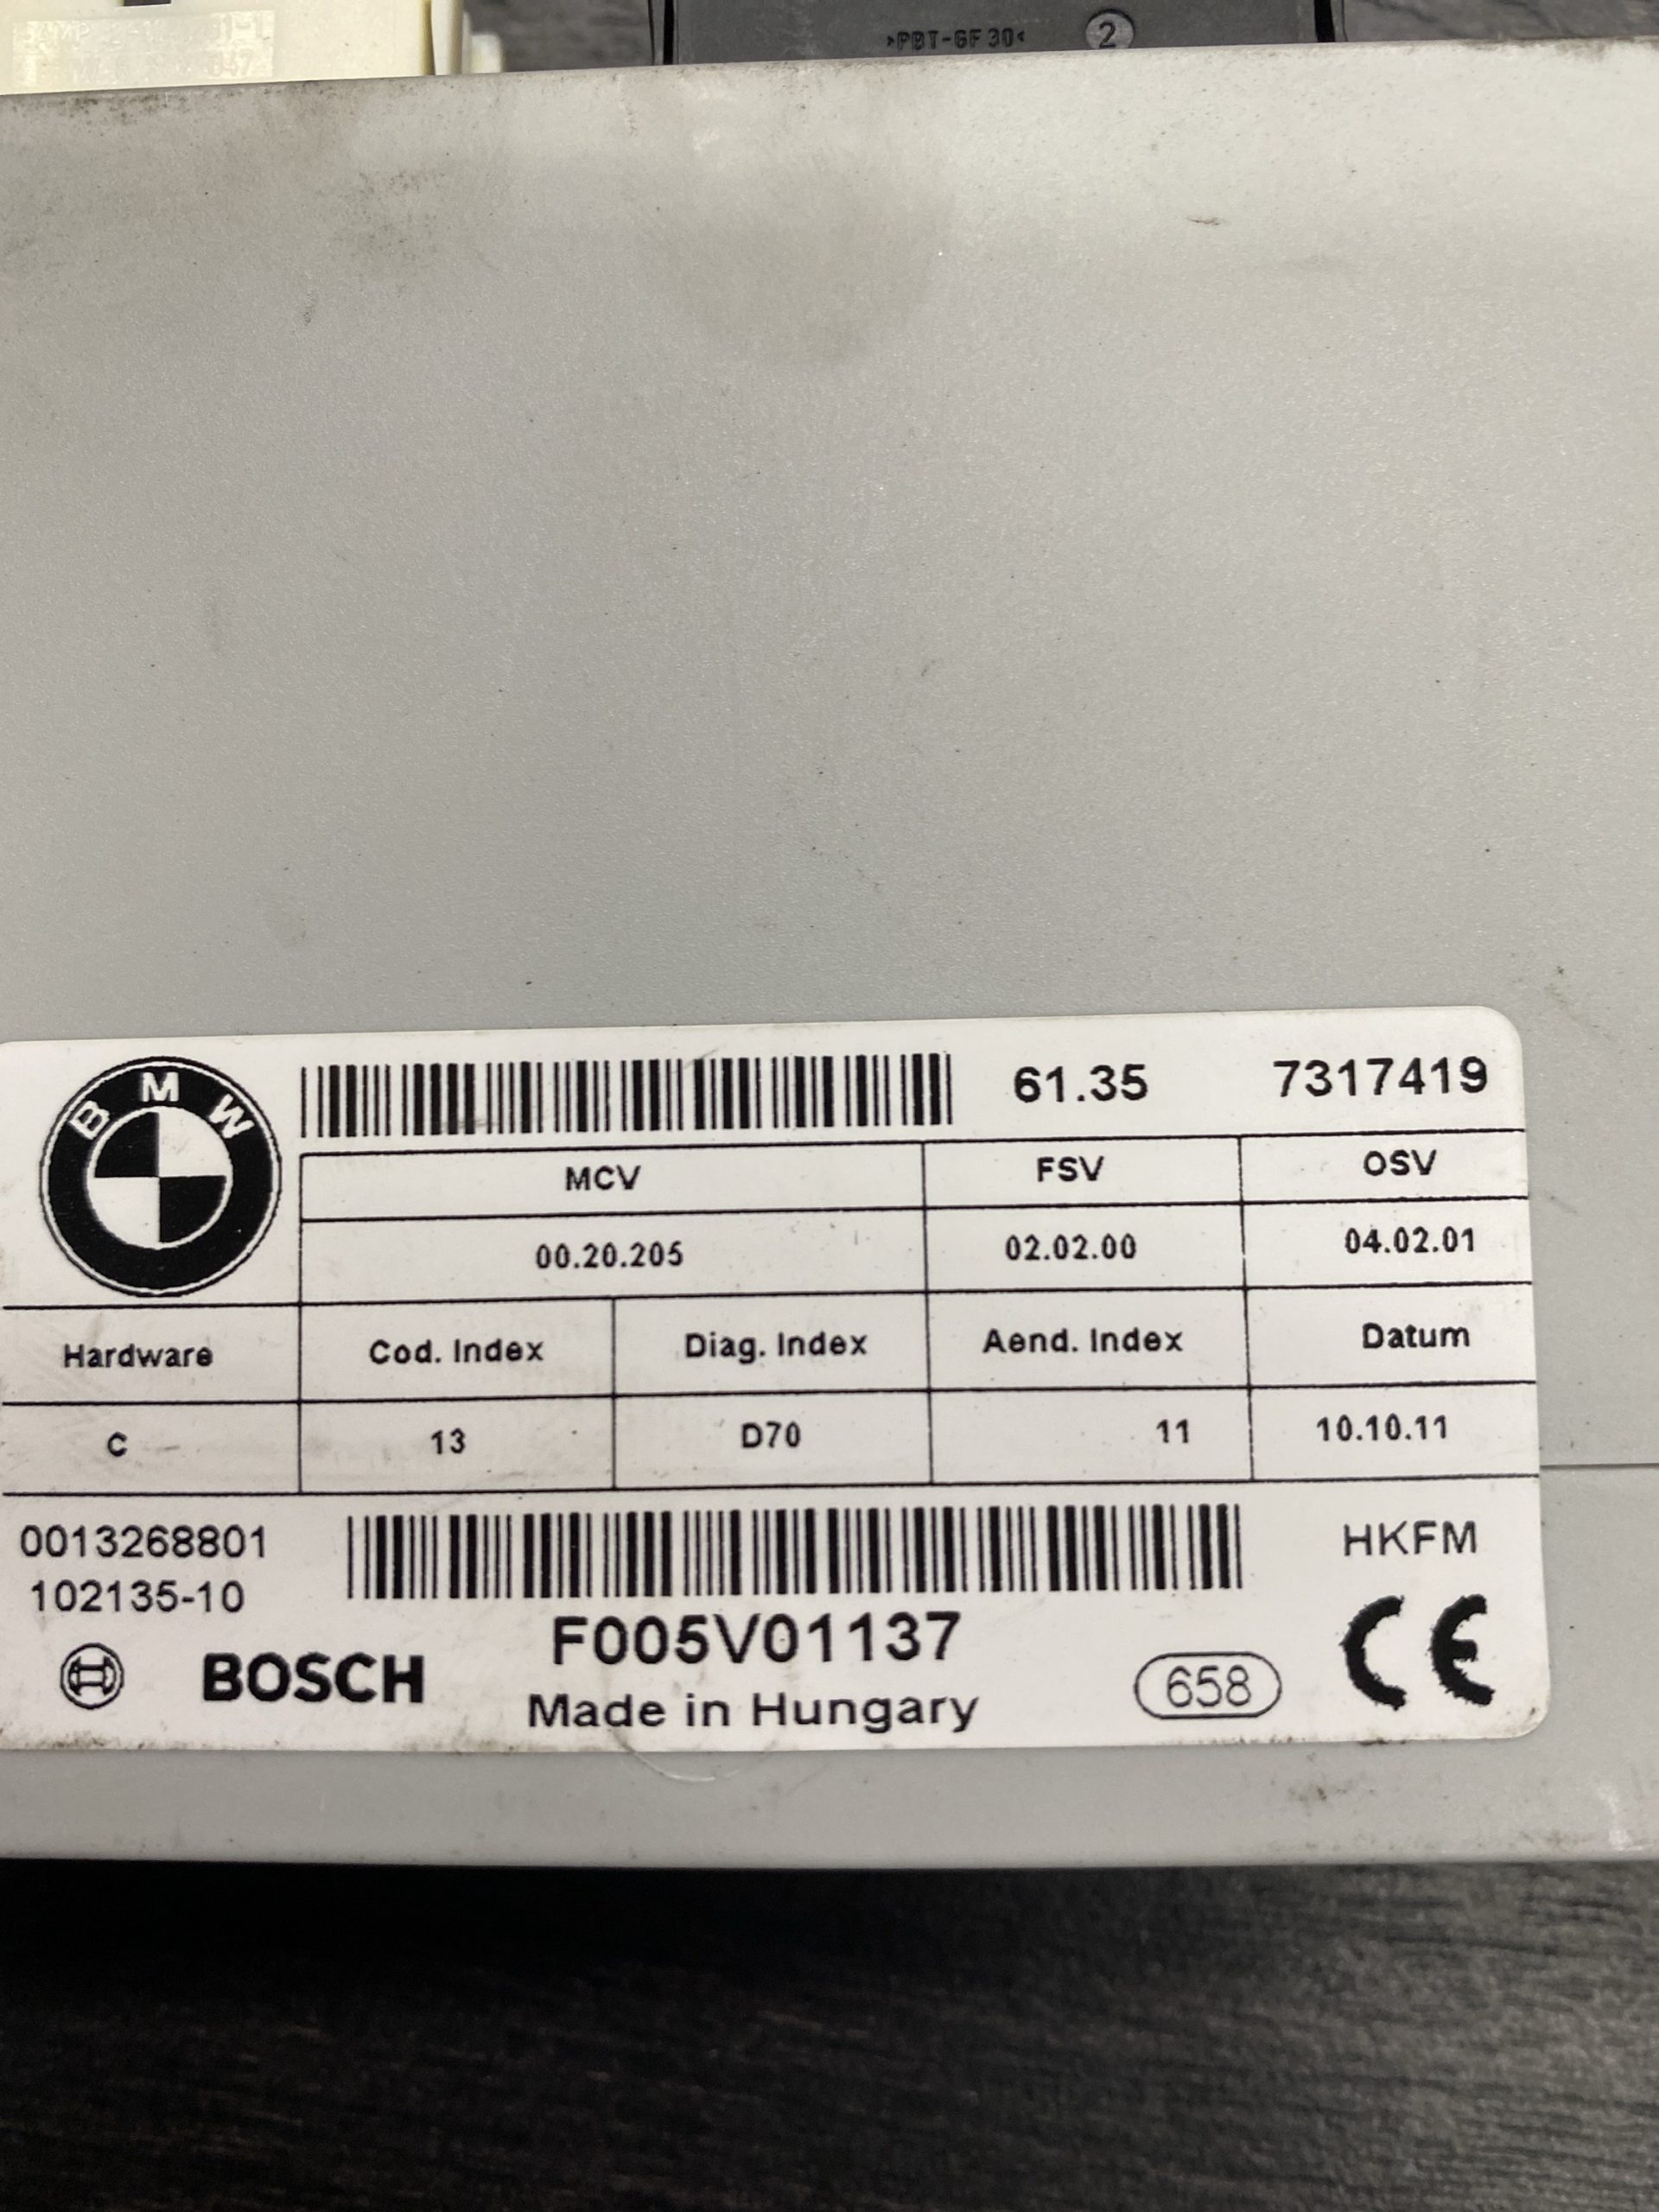 >PBT-GF30<
2
BMW
61.35 7317419
MCV FSV OSV
00.20.205 02.02.00 04.02.01
Hardware Cod. Index Diag. Index Aend. Index Datum
C 13 D70 11 10.10.11
0013268801 HKFM
102135-10
F005V01137
BOSCH 658 CE
Made in Hungary